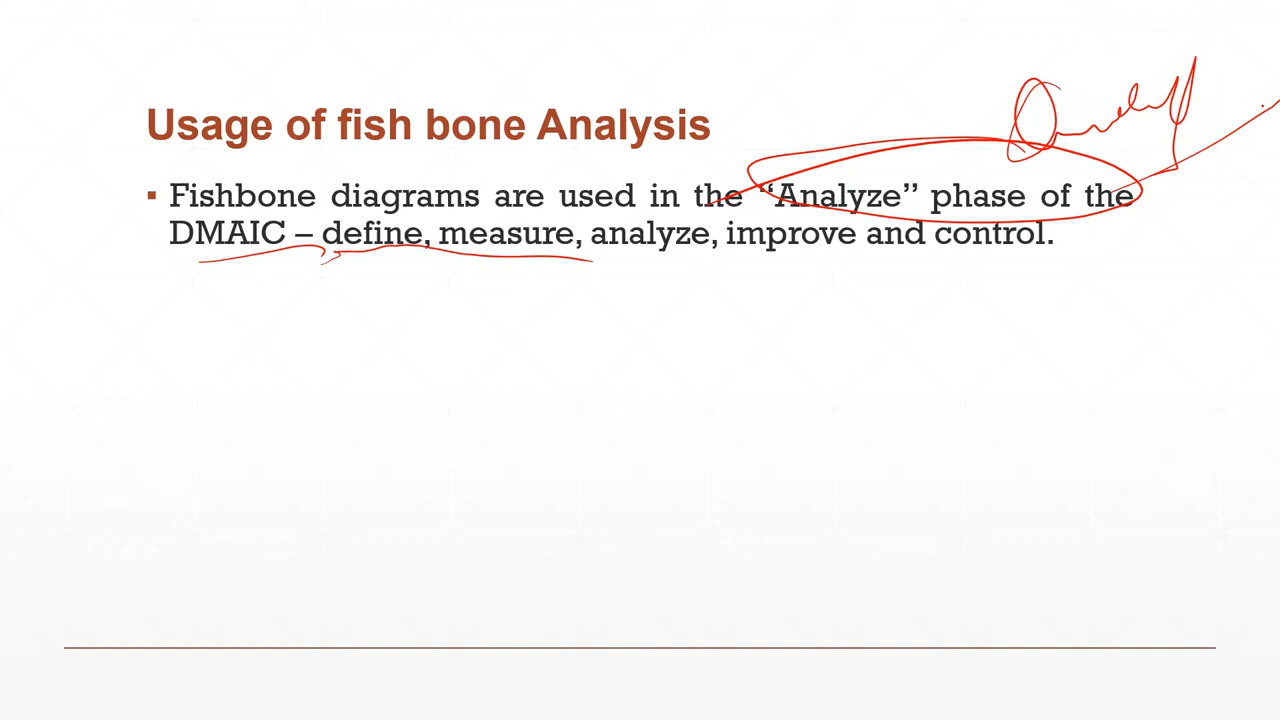 Usage of fish bone Analysis
▪ Fishbone diagrams are used in the “Analyze” phase of the
DMAIC – define, measure, analyze, improve and control.